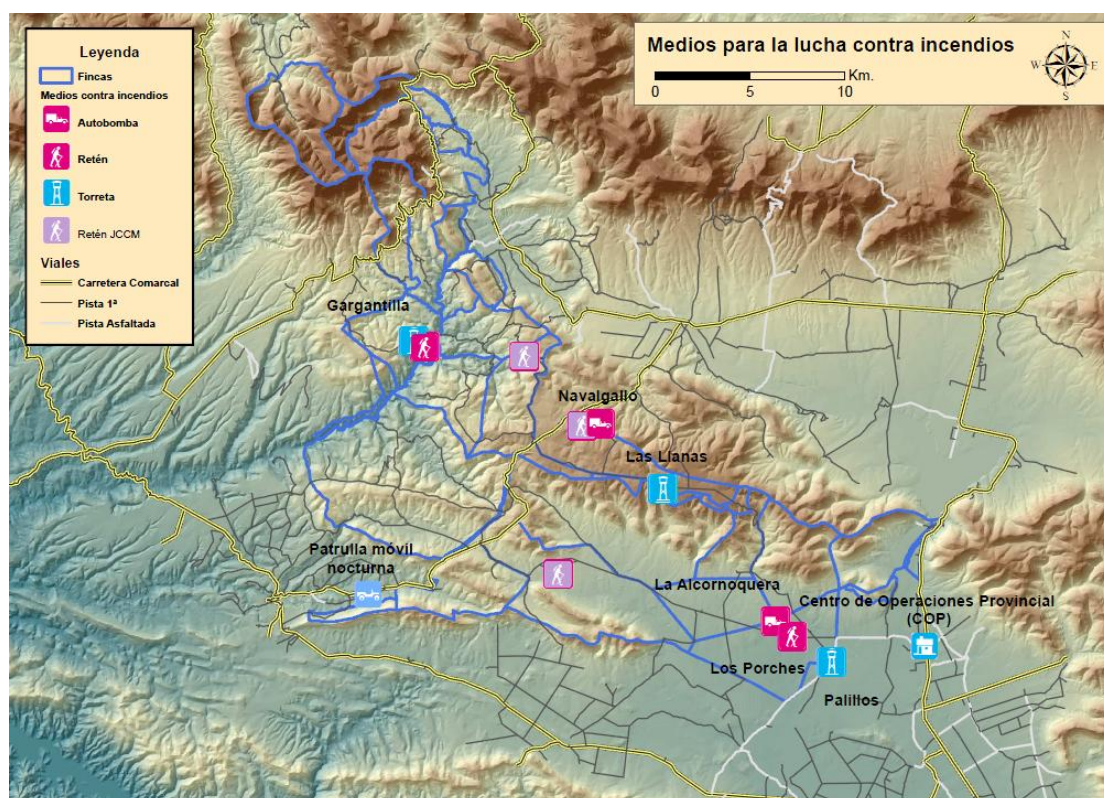 Leyenda
Fincas
Medios contra incendios
Autobomba
Retén
Torreta
Retén JCCM
Viales
Carretera Comarcal
Pista 1ª
Pista Asfaltada
Medios para la lucha contra incendios
Km.
0 5 10
N
W E
S
Gargantilla
Navalgallo
Las Llanas
Patrulla móvil
nocturna
La Alcornoquera
Centro de Operaciones Provincial
(COP)
Los Porches
Palillos